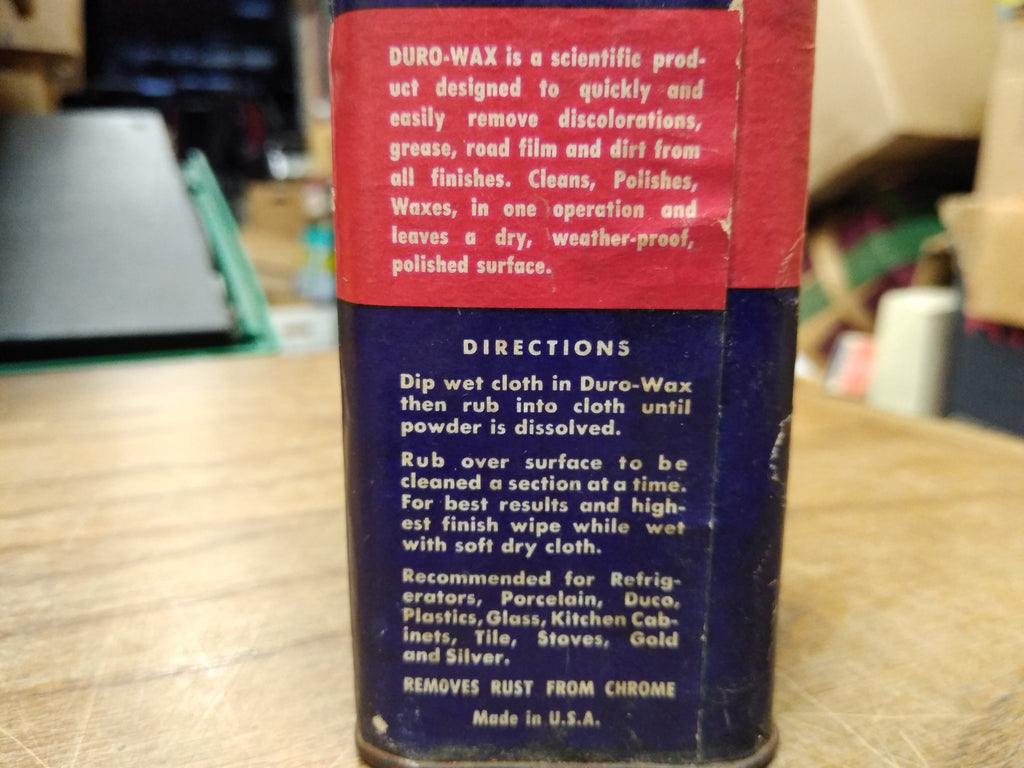 DURO-WAX is a scientific prod-
uct designed to quickly and
easily remove discolorations,
grease, road film and dirt from
all finishes. Cleans, Polishes,
Waxes, in one operation and
leaves a dry, weather-proof,
polished surface.
DIRECTIONS
Dip wet cloth in Duro-Wax
then rub into cloth until
powder is dissolved.
Rub over surface to be
cleaned a section at a time.
For best results and high-
est finish wipe while wet
with soft dry cloth.
Recommended for Refrig-
erators, Porcelain, Duco,
Plastics, Glass, Kitchen Cab-
inets, Tile, Stoves, Gold
and Silver.
REMOVES RUST FROM CHROME
Made in U.S.A.